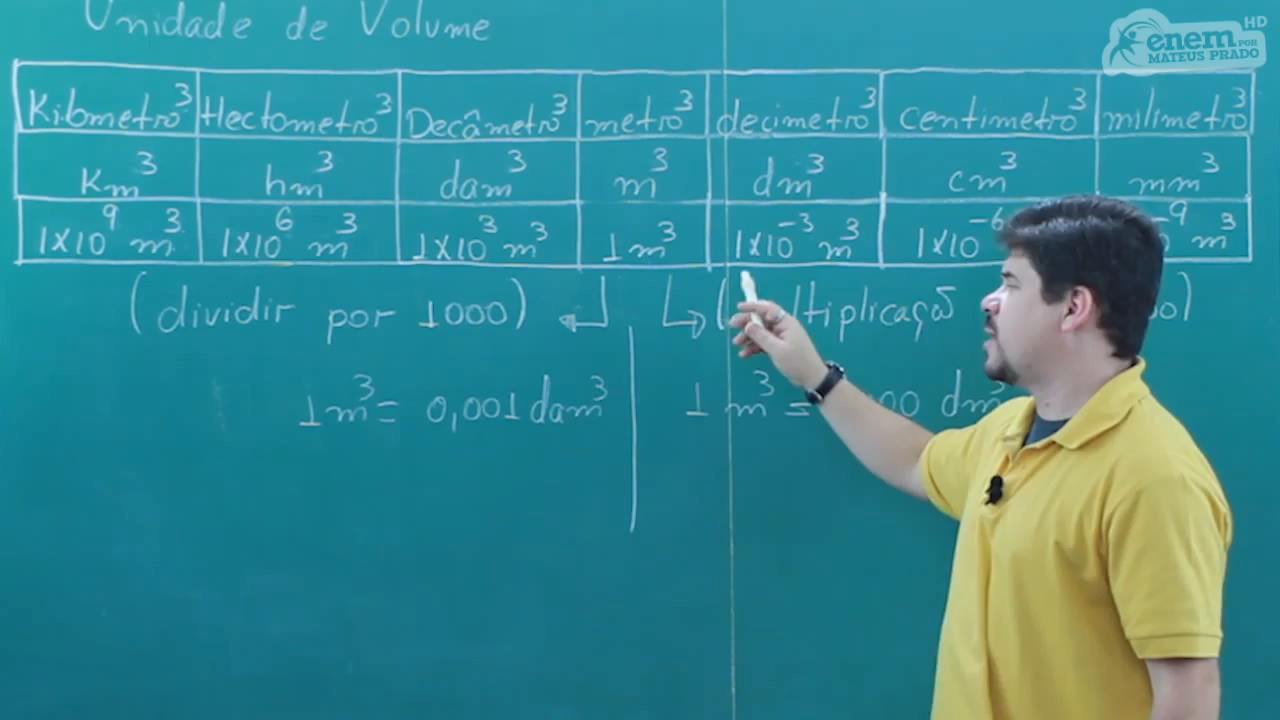 Unidade de Volume
HD
enem
POR
MATEUS PRADO
Kilometro³ Hectometro³ Decâmetro³ metro³ decimetro³ centimetro³ milimetro³
Km³ hm³ dam³ m³ dm³ cm³ mm³
1x10⁹ m³ 1x10⁶ m³ 1x10³ m³ 1m³ 1x10⁻³ m³ 1x10⁻⁶ ⁻⁹ m³
(dividir por 1000)
1m³ = 0,001 dam³
1 m³ = dm³